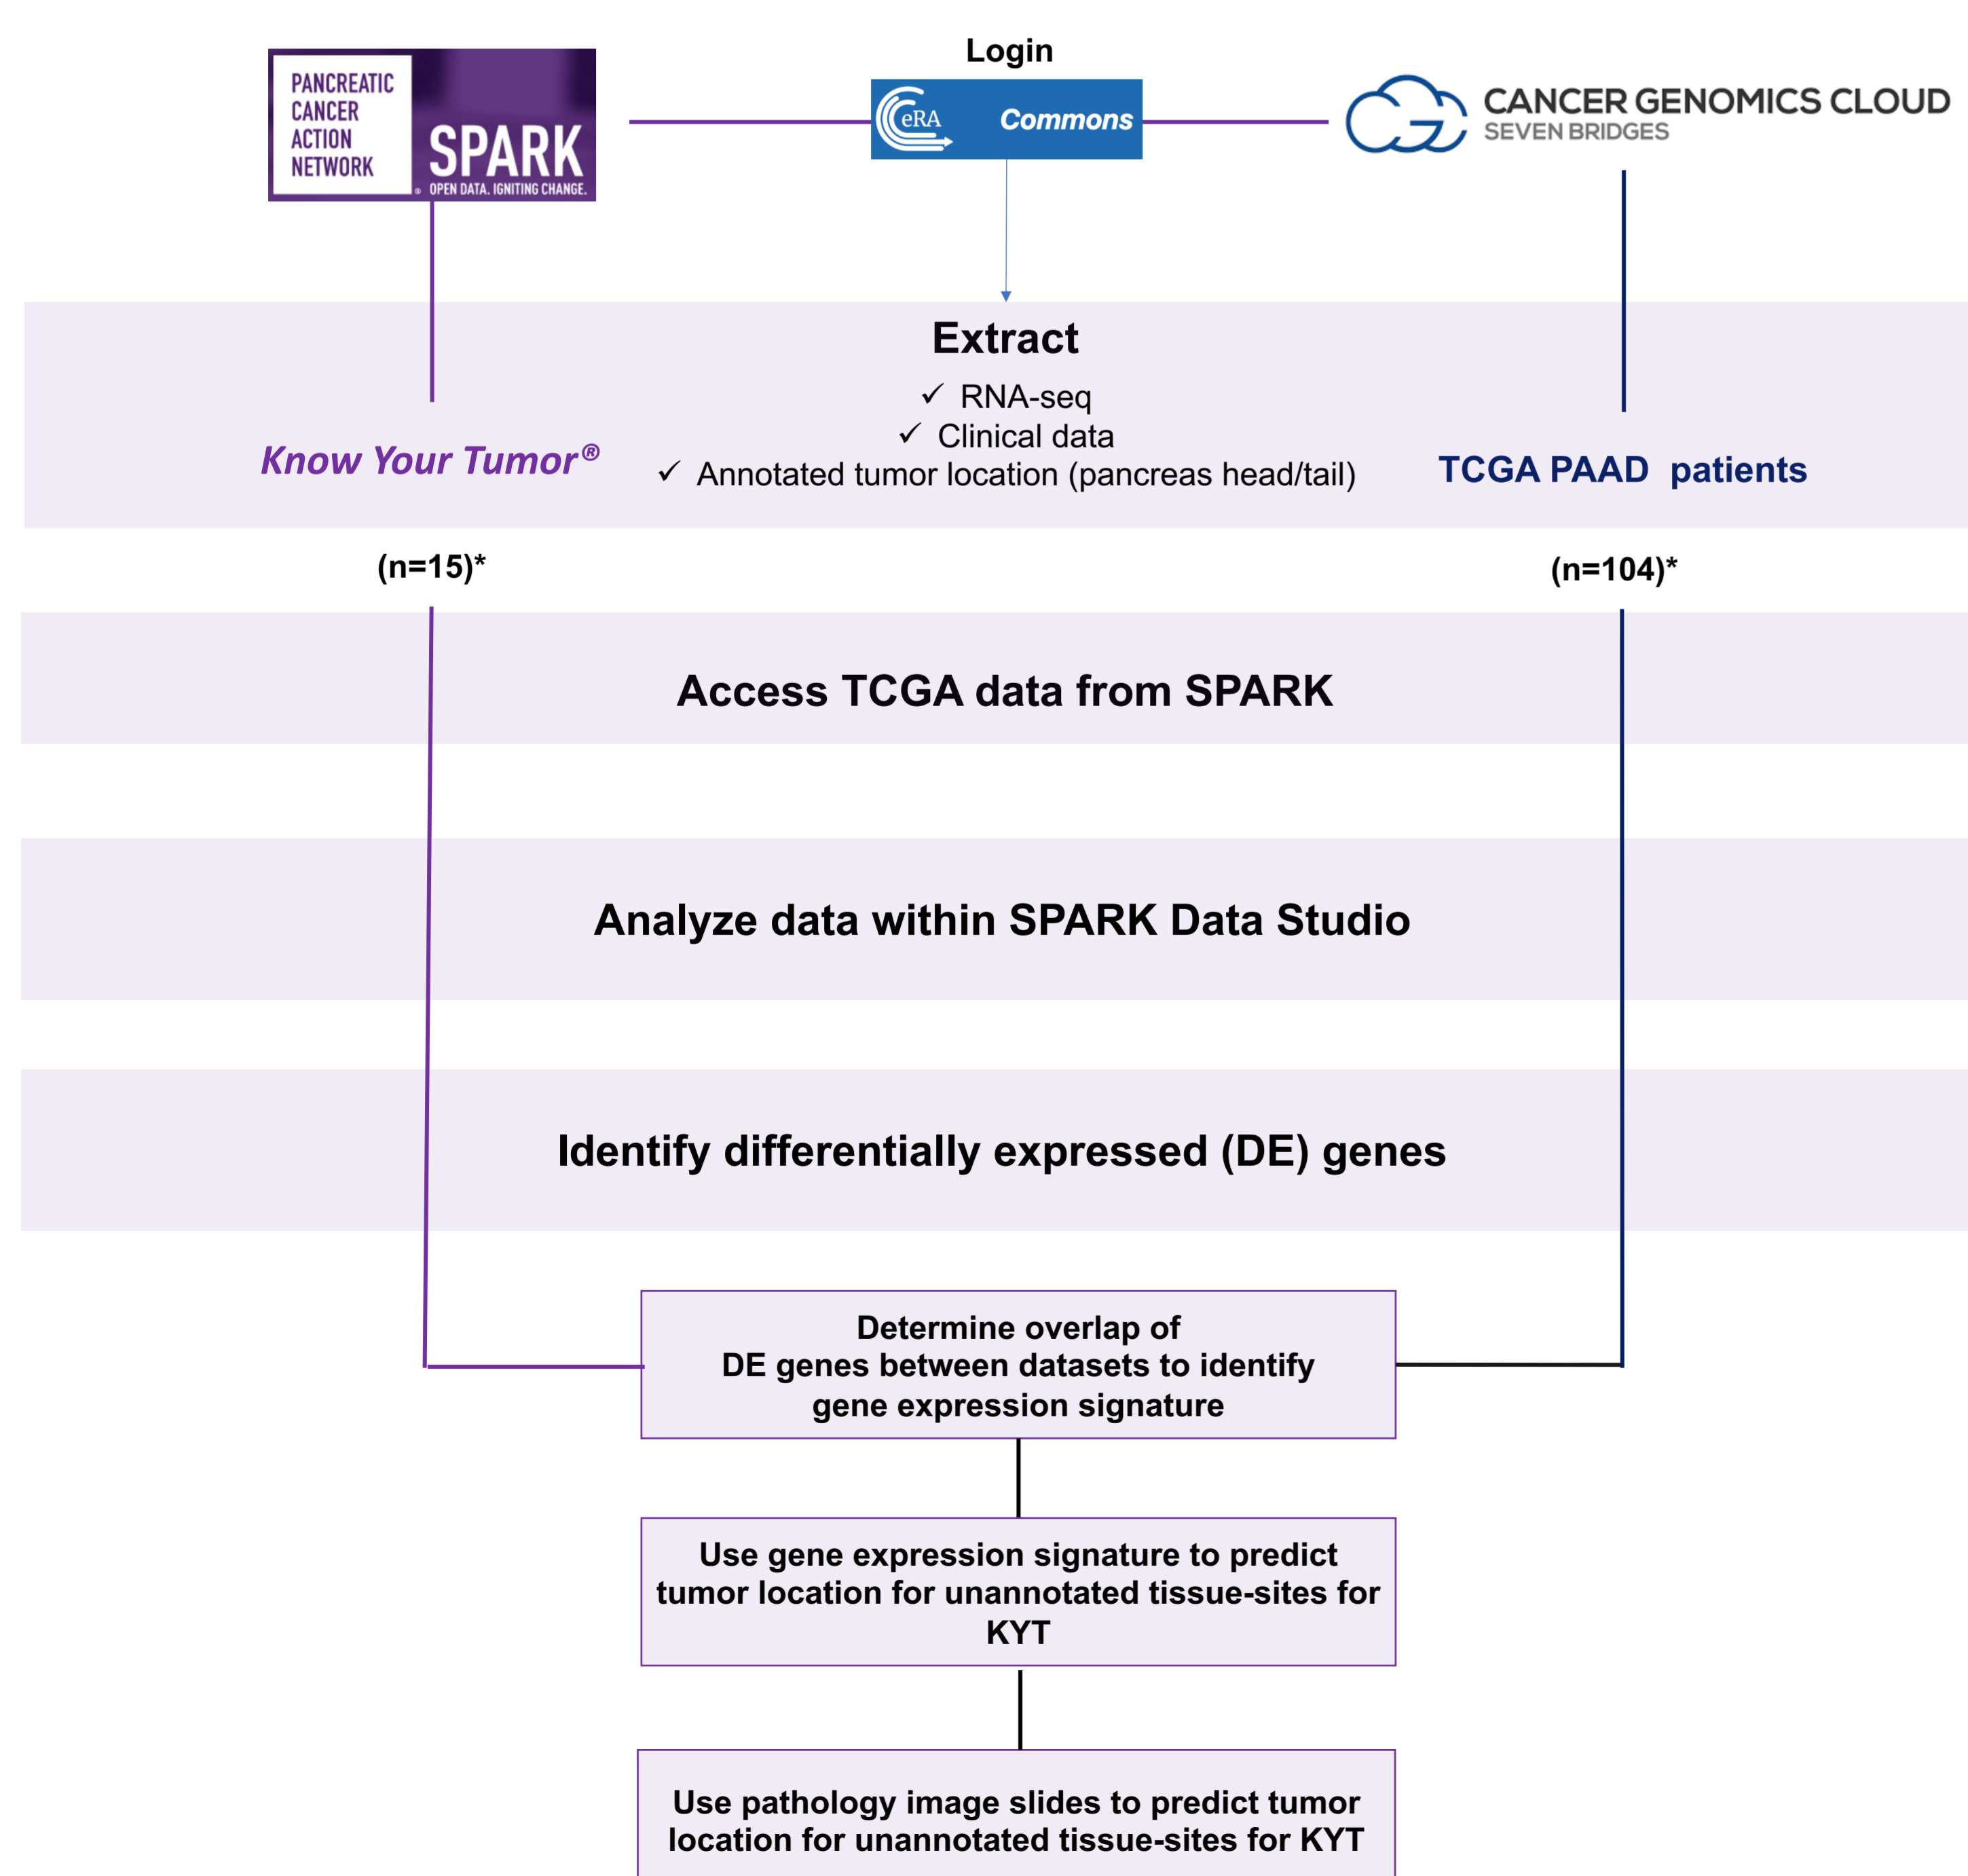 Login
PANCREATIC
CANCER
ACTION
NETWORK
®
SPARK
OPEN DATA. IGNITING CHANGE.
eRA
Commons
CANCER GENOMICS CLOUD
SEVEN BRIDGES
Extract
✓ RNA-seq
✓ Clinical data
✓ Annotated tumor location (pancreas head/tail)
Know Your Tumor®
TCGA PAAD patients
(n=15)*
(n=104)*
Access TCGA data from SPARK
Analyze data within SPARK Data Studio
Identify differentially expressed (DE) genes
Determine overlap of
DE genes between datasets to identify
gene expression signature
Use gene expression signature to predict
tumor location for unannotated tissue-sites for
KYT
Use pathology image slides to predict tumor
location for unannotated tissue-sites for KYT